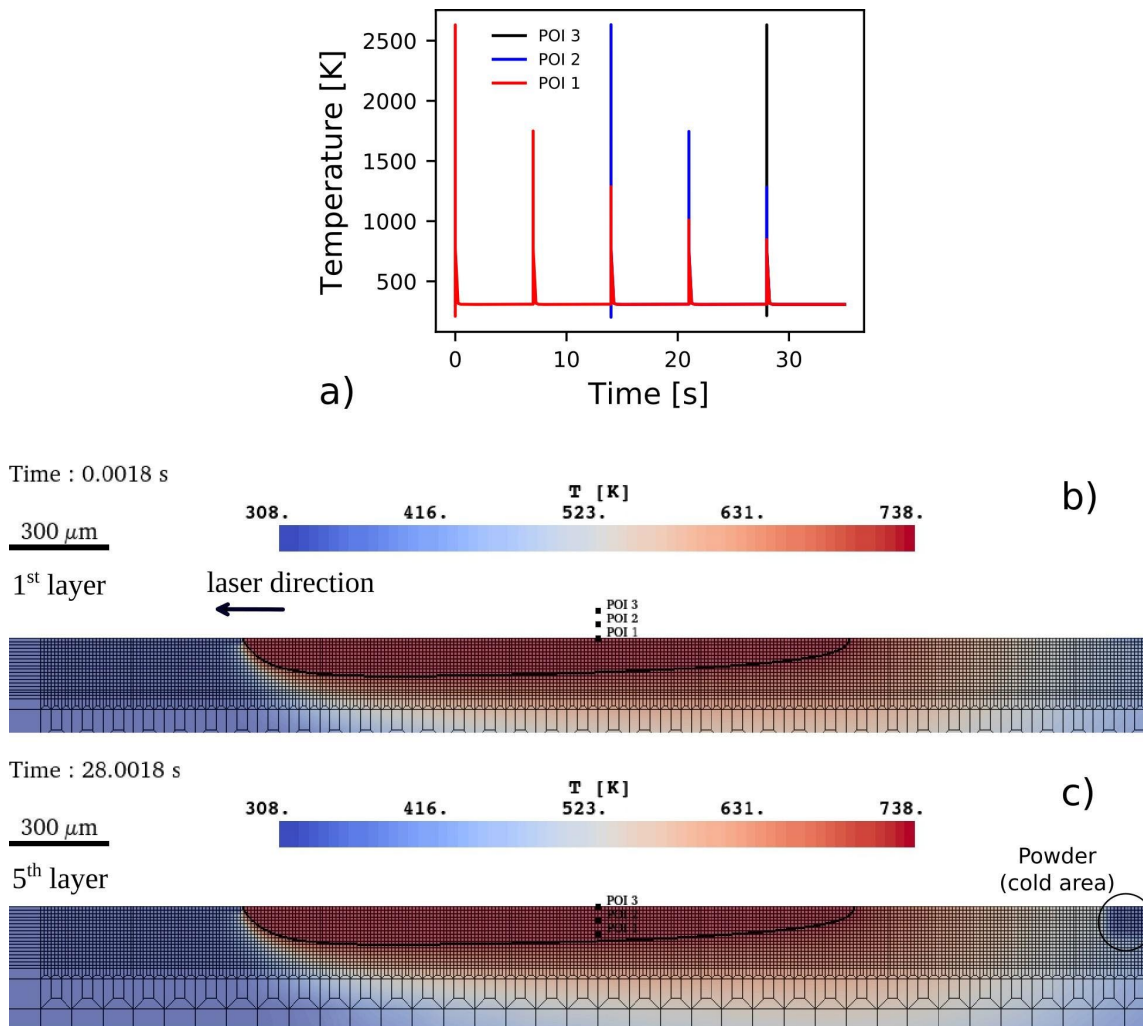 Temperature [K]
2500
2000
1500
1000
500
POI 3
POI 2
POI 1
0
10
20
30
Time [s]
a)
Time : 0.0018 s
b)
T [K]
308. 416. 523. 631. 738.
300 μm
1st layer
laser direction
POI 3
POI 2
POI 1
Time : 28.0018 s
c)
T [K]
308. 416. 523. 631. 738.
300 μm
5th layer
Powder
(cold area)
POI 3
POI 2
POI 1